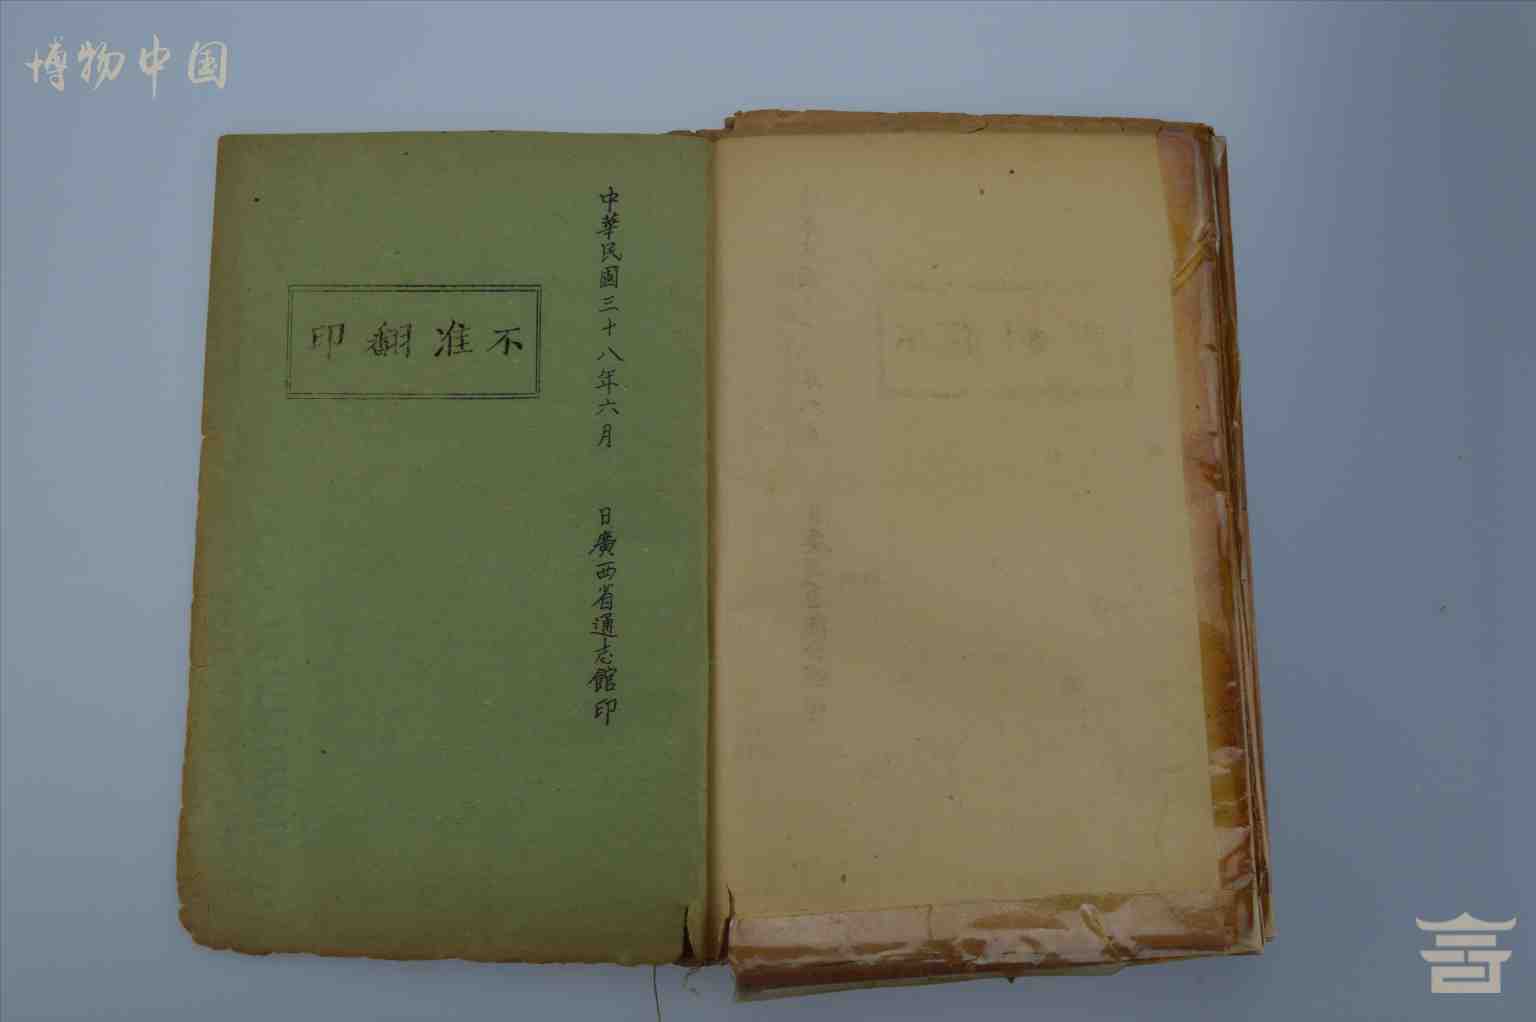 博物中国
中華民國三十八年六月　　日廣西省通志館印
不准翻印